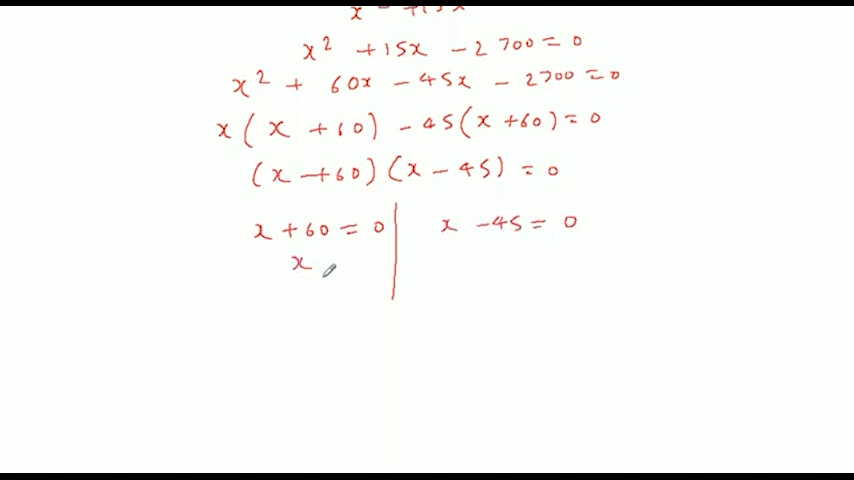 x² + 15x - 2700 = 0
x² + 60x - 45x - 2700 = 0
x(x + 60) - 45(x + 60) = 0
(x + 60)(x - 45) = 0
x + 60 = 0 | x - 45 = 0
x